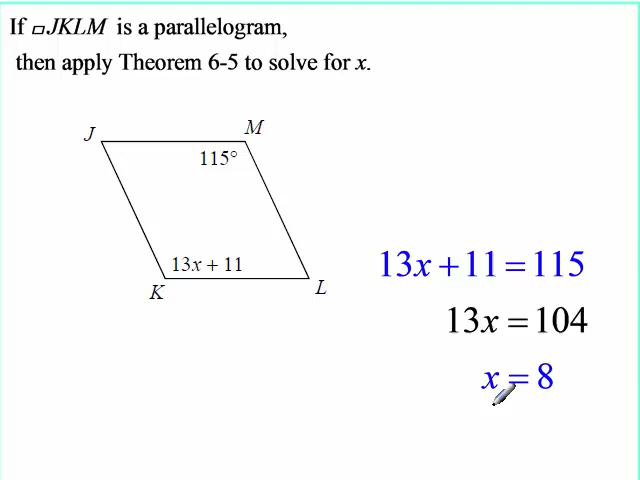 If ▱JKLM is a parallelogram,
then apply Theorem 6-5 to solve for x.
J
M
115°
13x + 11
K
L
13x + 11 = 115
13x = 104
x = 8